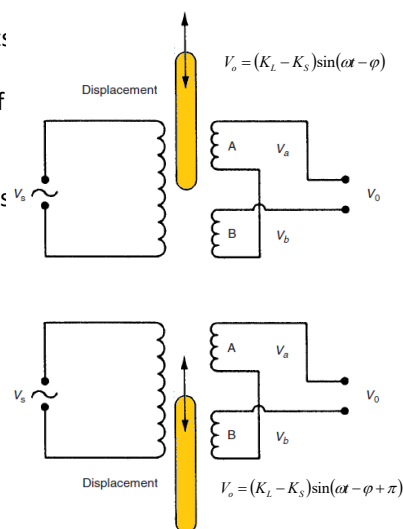 V_o = (K_L − K_S)sin(ωt − φ)
Displacement
A
V_a
V_s
V_0
B
V_b
A
V_a
V_s
V_0
B
V_b
Displacement
V_o = (K_L − K_S)sin(ωt − φ + π)